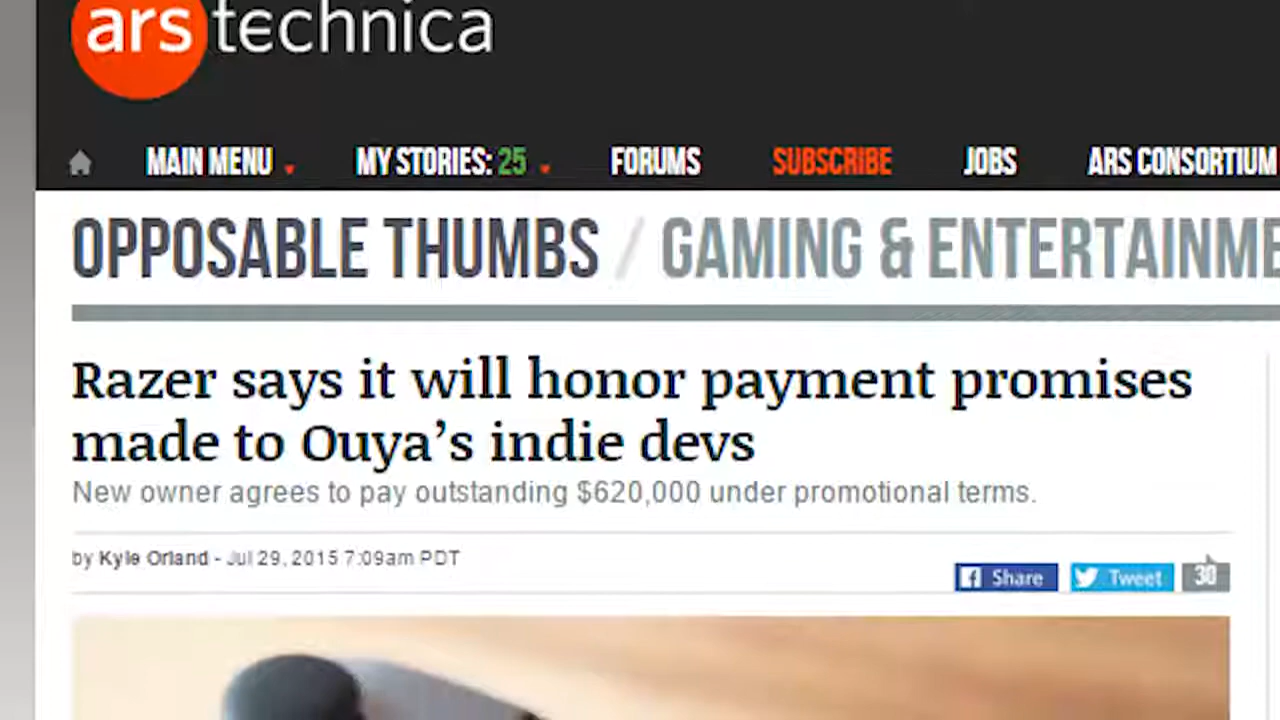 ars technica
MAIN MENU MY STORIES: 25 FORUMS SUBSCRIBE JOBS ARS CONSORTIUM
OPPOSABLE THUMBS / GAMING & ENTERTAINME
Razer says it will honor payment promises
made to Ouya’s indie devs
New owner agrees to pay outstanding $620,000 under promotional terms.
by Kyle Orland - Jul 29, 2015 7:09am PDT
Share Tweet 30